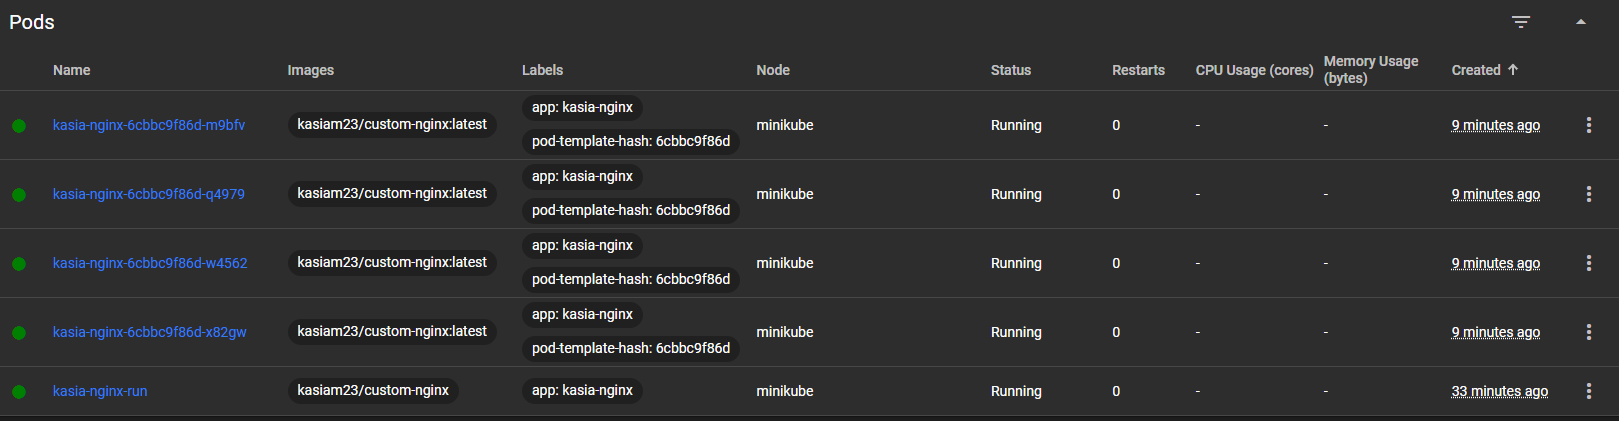 Pods
Name Images Labels Node Status Restarts CPU Usage (cores) Memory Usage (bytes) Created
kasia-nginx-6cbbc9f86d-m9bfv kasiam23/custom-nginx:latest app: kasia-nginx pod-template-hash: 6cbbc9f86d minikube Running 0 - - 9 minutes ago
kasia-nginx-6cbbc9f86d-q4979 kasiam23/custom-nginx:latest app: kasia-nginx pod-template-hash: 6cbbc9f86d minikube Running 0 - - 9 minutes ago
kasia-nginx-6cbbc9f86d-w4562 kasiam23/custom-nginx:latest app: kasia-nginx pod-template-hash: 6cbbc9f86d minikube Running 0 - - 9 minutes ago
kasia-nginx-6cbbc9f86d-x82gw kasiam23/custom-nginx:latest app: kasia-nginx pod-template-hash: 6cbbc9f86d minikube Running 0 - - 9 minutes ago
kasia-nginx-run kasiam23/custom-nginx app: kasia-nginx minikube Running 0 - - 33 minutes ago